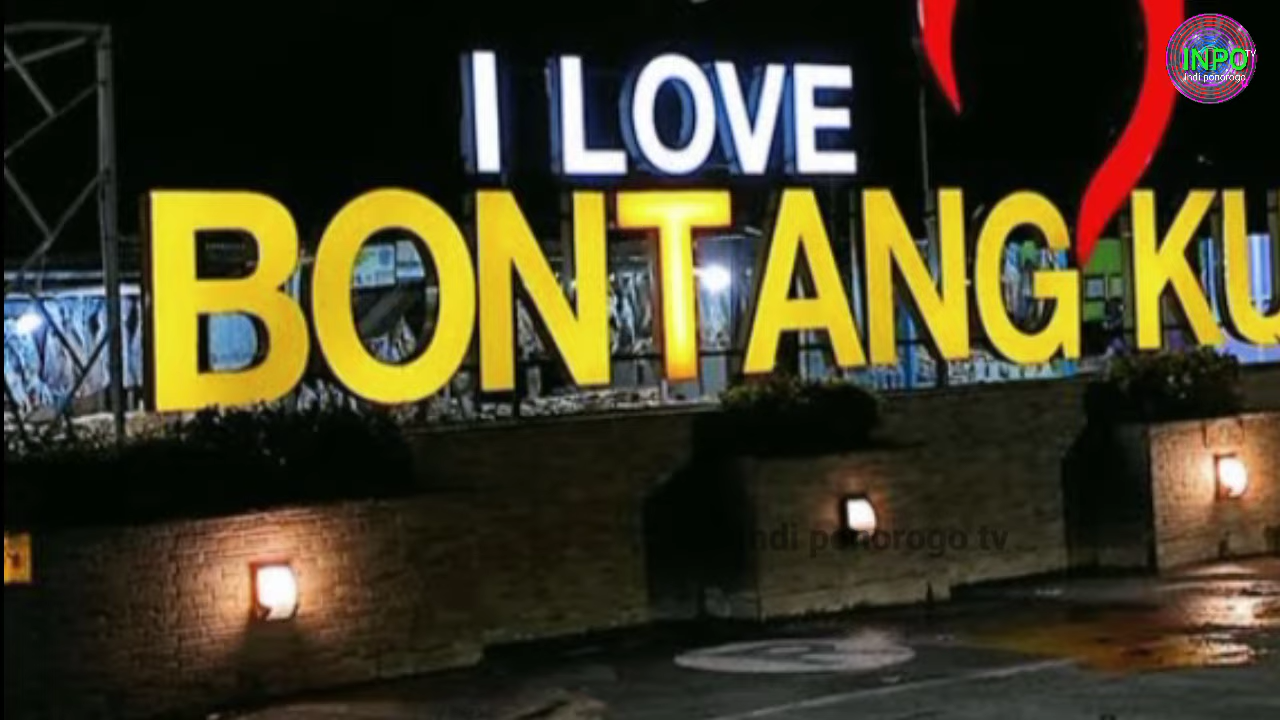 I LOVE
BONTANG KU
INPO TV
Indi ponorogo
indi ponorogo tv